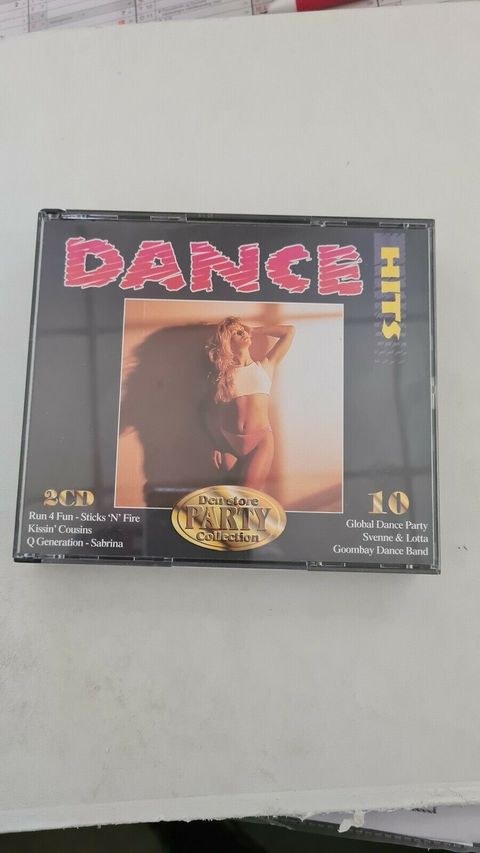 DANCE
HITS
2CD
Run 4 Fun - Sticks 'N' Fire
Kissin' Cousins
Q Generation - Sabrina
Den store
PARTY
Collection
10
Global Dance Party
Svenne & Lotta
Goombay Dance Band